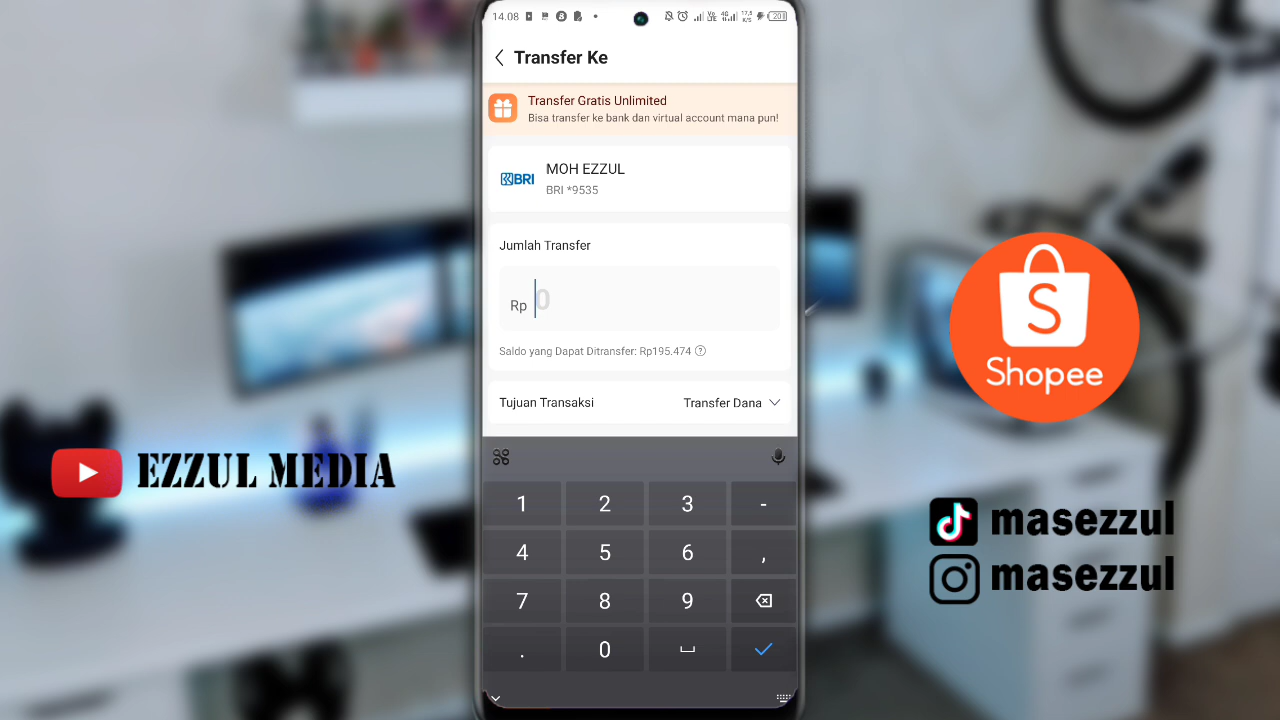 14.08
Transfer Ke
Transfer Gratis Unlimited
Bisa transfer ke bank dan virtual account mana pun!
BRI
MOH EZZUL
BRI *9535
Jumlah Transfer
Rp 0
Saldo yang Dapat Ditransfer: Rp195.474 ?
Tujuan Transaksi Transfer Dana
1 2 3 -
4 5 6 ,
7 8 9
. 0
EZZUL MEDIA
S
Shopee
masezzul
masezzul